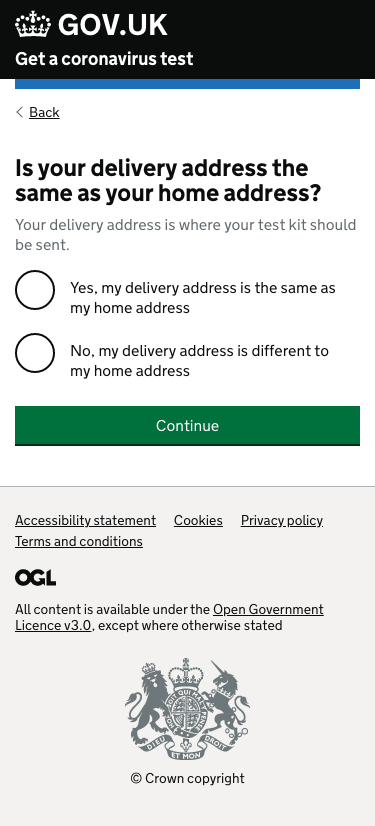 GOV.UK
Get a coronavirus test
Back
Is your delivery address the
same as your home address?
Your delivery address is where your test kit should
be sent.
Yes, my delivery address is the same as
my home address
No, my delivery address is different to
my home address
Continue
Accessibility statement Cookies Privacy policy
Terms and conditions
OGL
All content is available under the Open Government
Licence v3.0, except where otherwise stated
DIEU ET MON DROIT
© Crown copyright